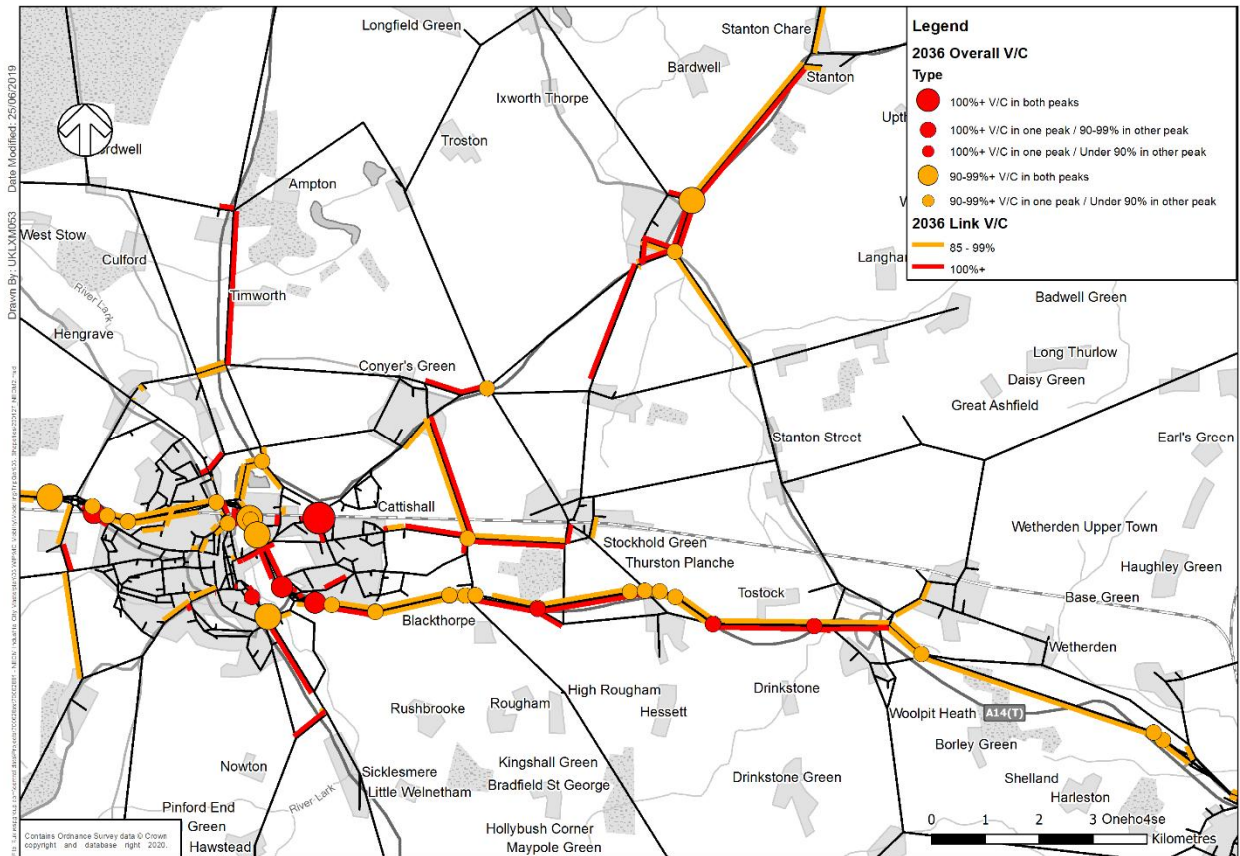 Longfield Green
Stanton Chare
Bardwell
Stanton
Ixworth Thorpe
Troston
Ampton
West Stow
Culford
River Lark
Timworth
Hengrave
Langha
Badwell Green
Long Thurlow
Daisy Green
Great Ashfield
Conyer's Green
Stanton Street
Earl's Green
Cattishall
Wetherden Upper Town
Stockhold Green
Haughley Green
Thurston Planche
Tostock
Base Green
Blackthorpe
Wetherden
High Rougham
Drinkstone
Rushbrooke
Rougham
Hessett
Woolpit Heath
A14(T)
Borley Green
Nowton
Sicklesmere
Kingshall Green
Little Welnetham
Bradfield St George
Drinkstone Green
Shelland
Harleston
River Lark
Pinford End
Green
Hawstead
Hollybush Corner
Maypole Green
Legend
2036 Overall V/C
Type
100%+ V/C in both peaks
100%+ V/C in one peak / 90-99% in other peak
100%+ V/C in one peak / Under 90% in other peak
90-99%+ V/C in both peaks
90-99%+ V/C in one peak / Under 90% in other peak
2036 Link V/C
85 - 99%
100%+
0 1 2 3 Oneho4se
Kilometres
Date Modified: 25/06/2019
Drawn By: UKLXM053
Contains Ordnance Survey data © Crown
copyright and database right 2020.